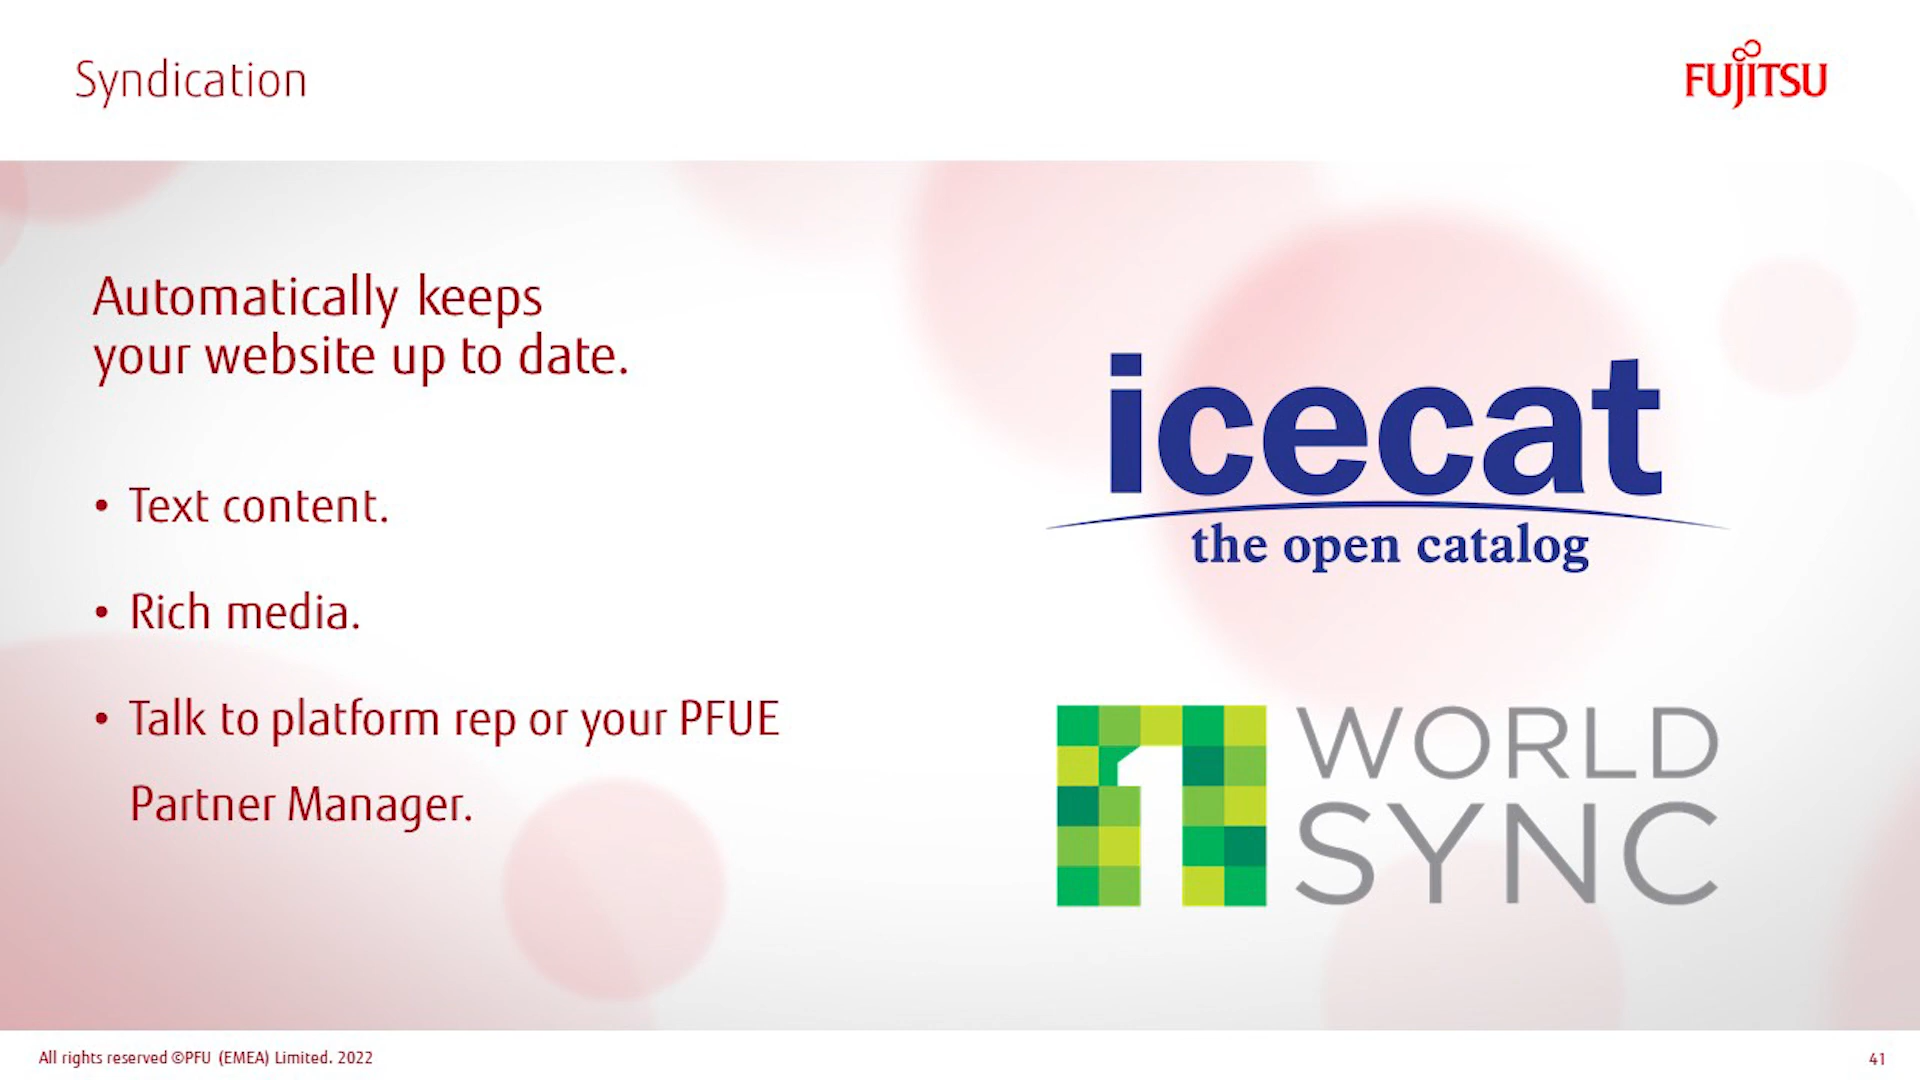 Syndication
FUJITSU
Automatically keeps
your website up to date.
• Text content.
• Rich media.
• Talk to platform rep or your PFUE
Partner Manager.
icecat
the open catalog
1
WORLD
SYNC
All rights reserved ©PFU (EMEA) Limited. 2022
41